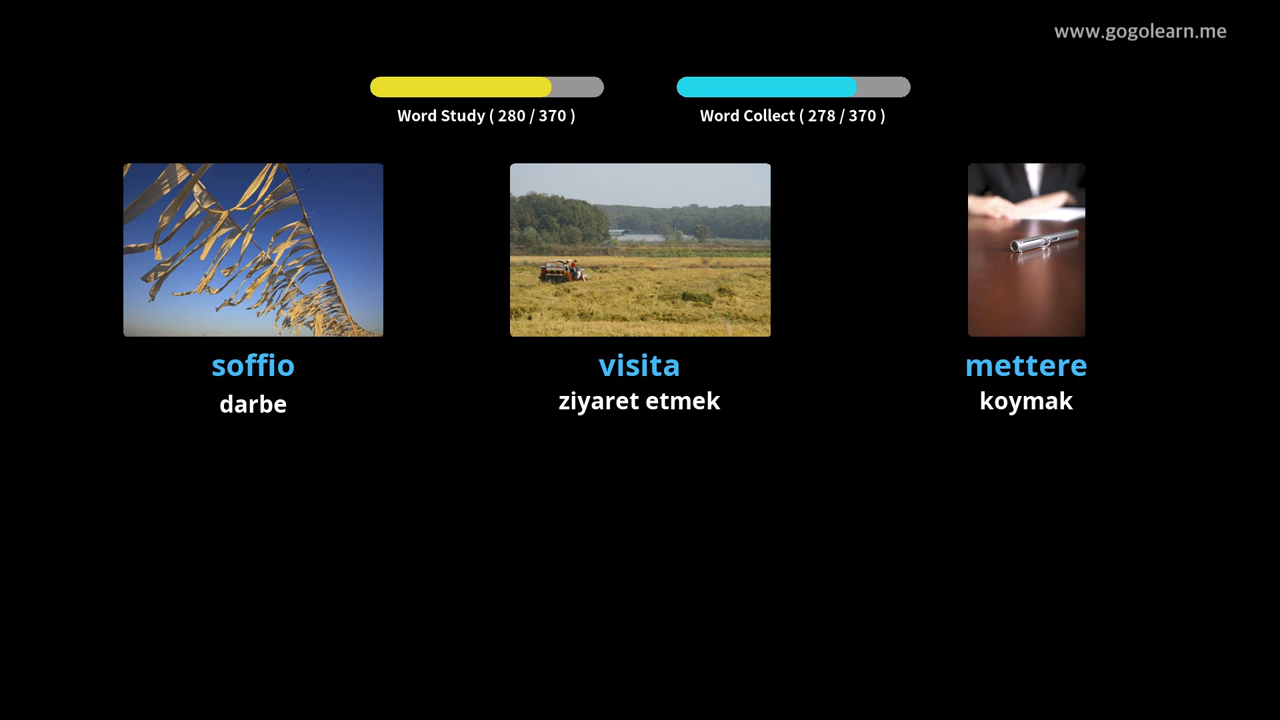 www.gogolearn.me
Word Study ( 280 / 370 )
Word Collect ( 278 / 370 )
soffio
darbe
visita
ziyaret etmek
mettere
koymak